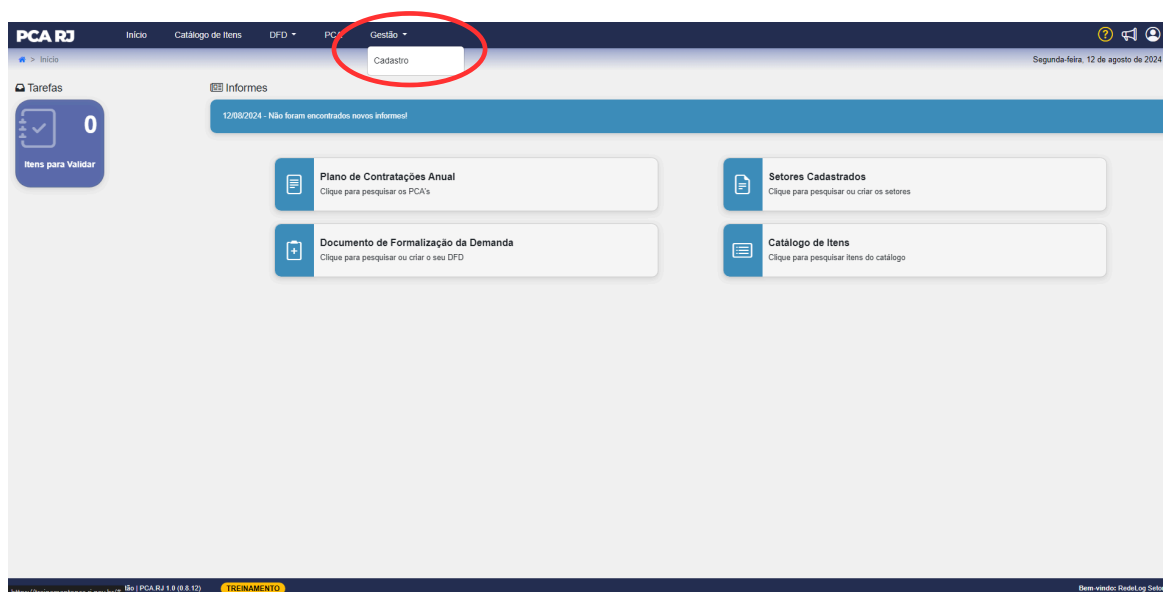 PCA RJ Início Catálogo de Itens DFD PCA Gestão ?
> Início Cadastro Segunda-feira, 12 de agosto de 2024
Tarefas Informes
12/08/2024 - Não foram encontrados novos informes!
0
Itens para Validar
Plano de Contratações Anual
Clique para pesquisar os PCA's
Setores Cadastrados
Clique para pesquisar ou criar os setores
Documento de Formalização da Demanda
Clique para pesquisar ou criar o seu DFD
Catálogo de Itens
Clique para pesquisar itens do catálogo
| PCA RJ 1.0 (0.8.12) TREINAMENTO Bem-vindo: RedeLog Setor